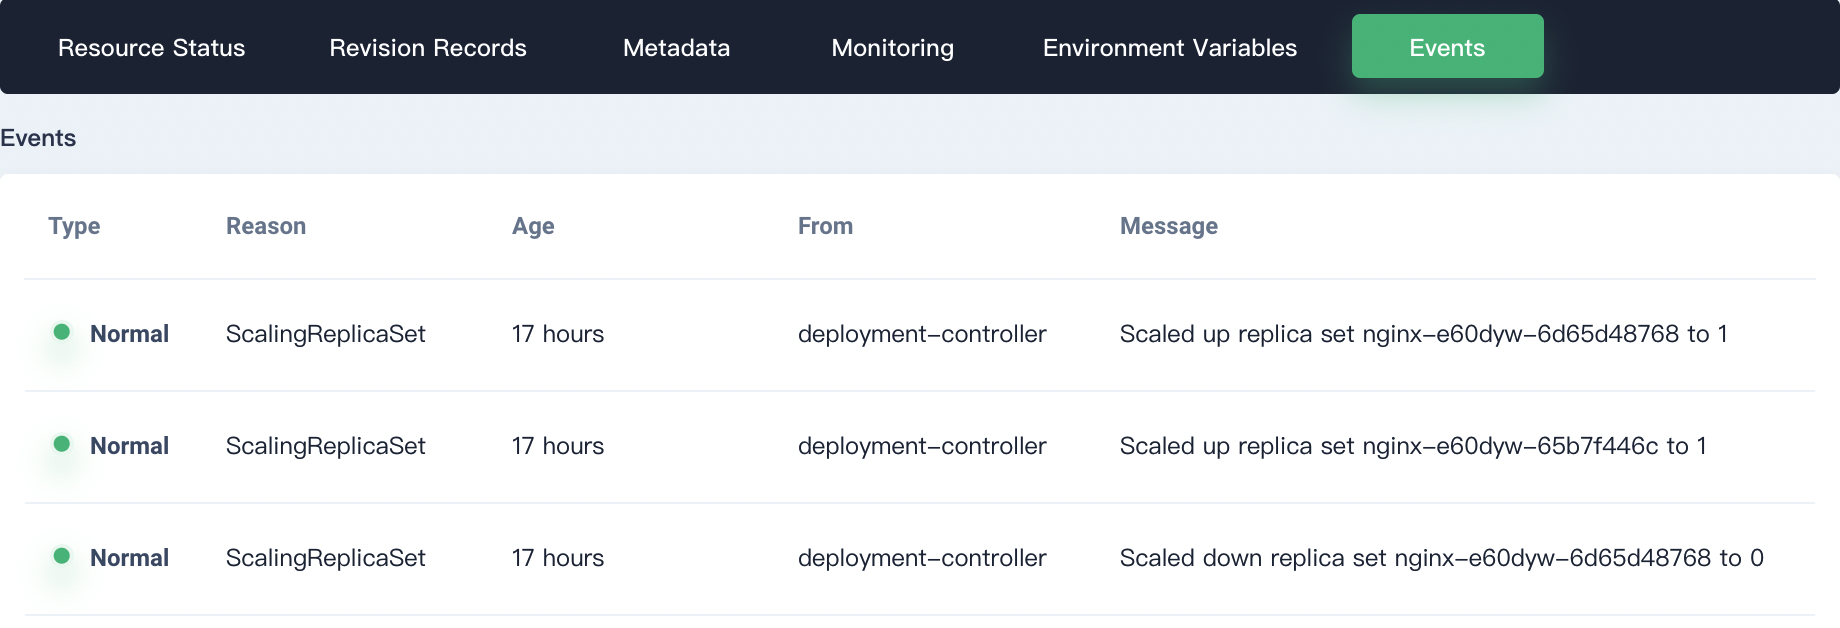 Resource Status Revision Records Metadata Monitoring Environment Variables Events
Events
Type Reason Age From Message
Normal ScalingReplicaSet 17 hours deployment-controller Scaled up replica set nginx-e60dyw-6d65d48768 to 1
Normal ScalingReplicaSet 17 hours deployment-controller Scaled up replica set nginx-e60dyw-65b7f446c to 1
Normal ScalingReplicaSet 17 hours deployment-controller Scaled down replica set nginx-e60dyw-6d65d48768 to 0